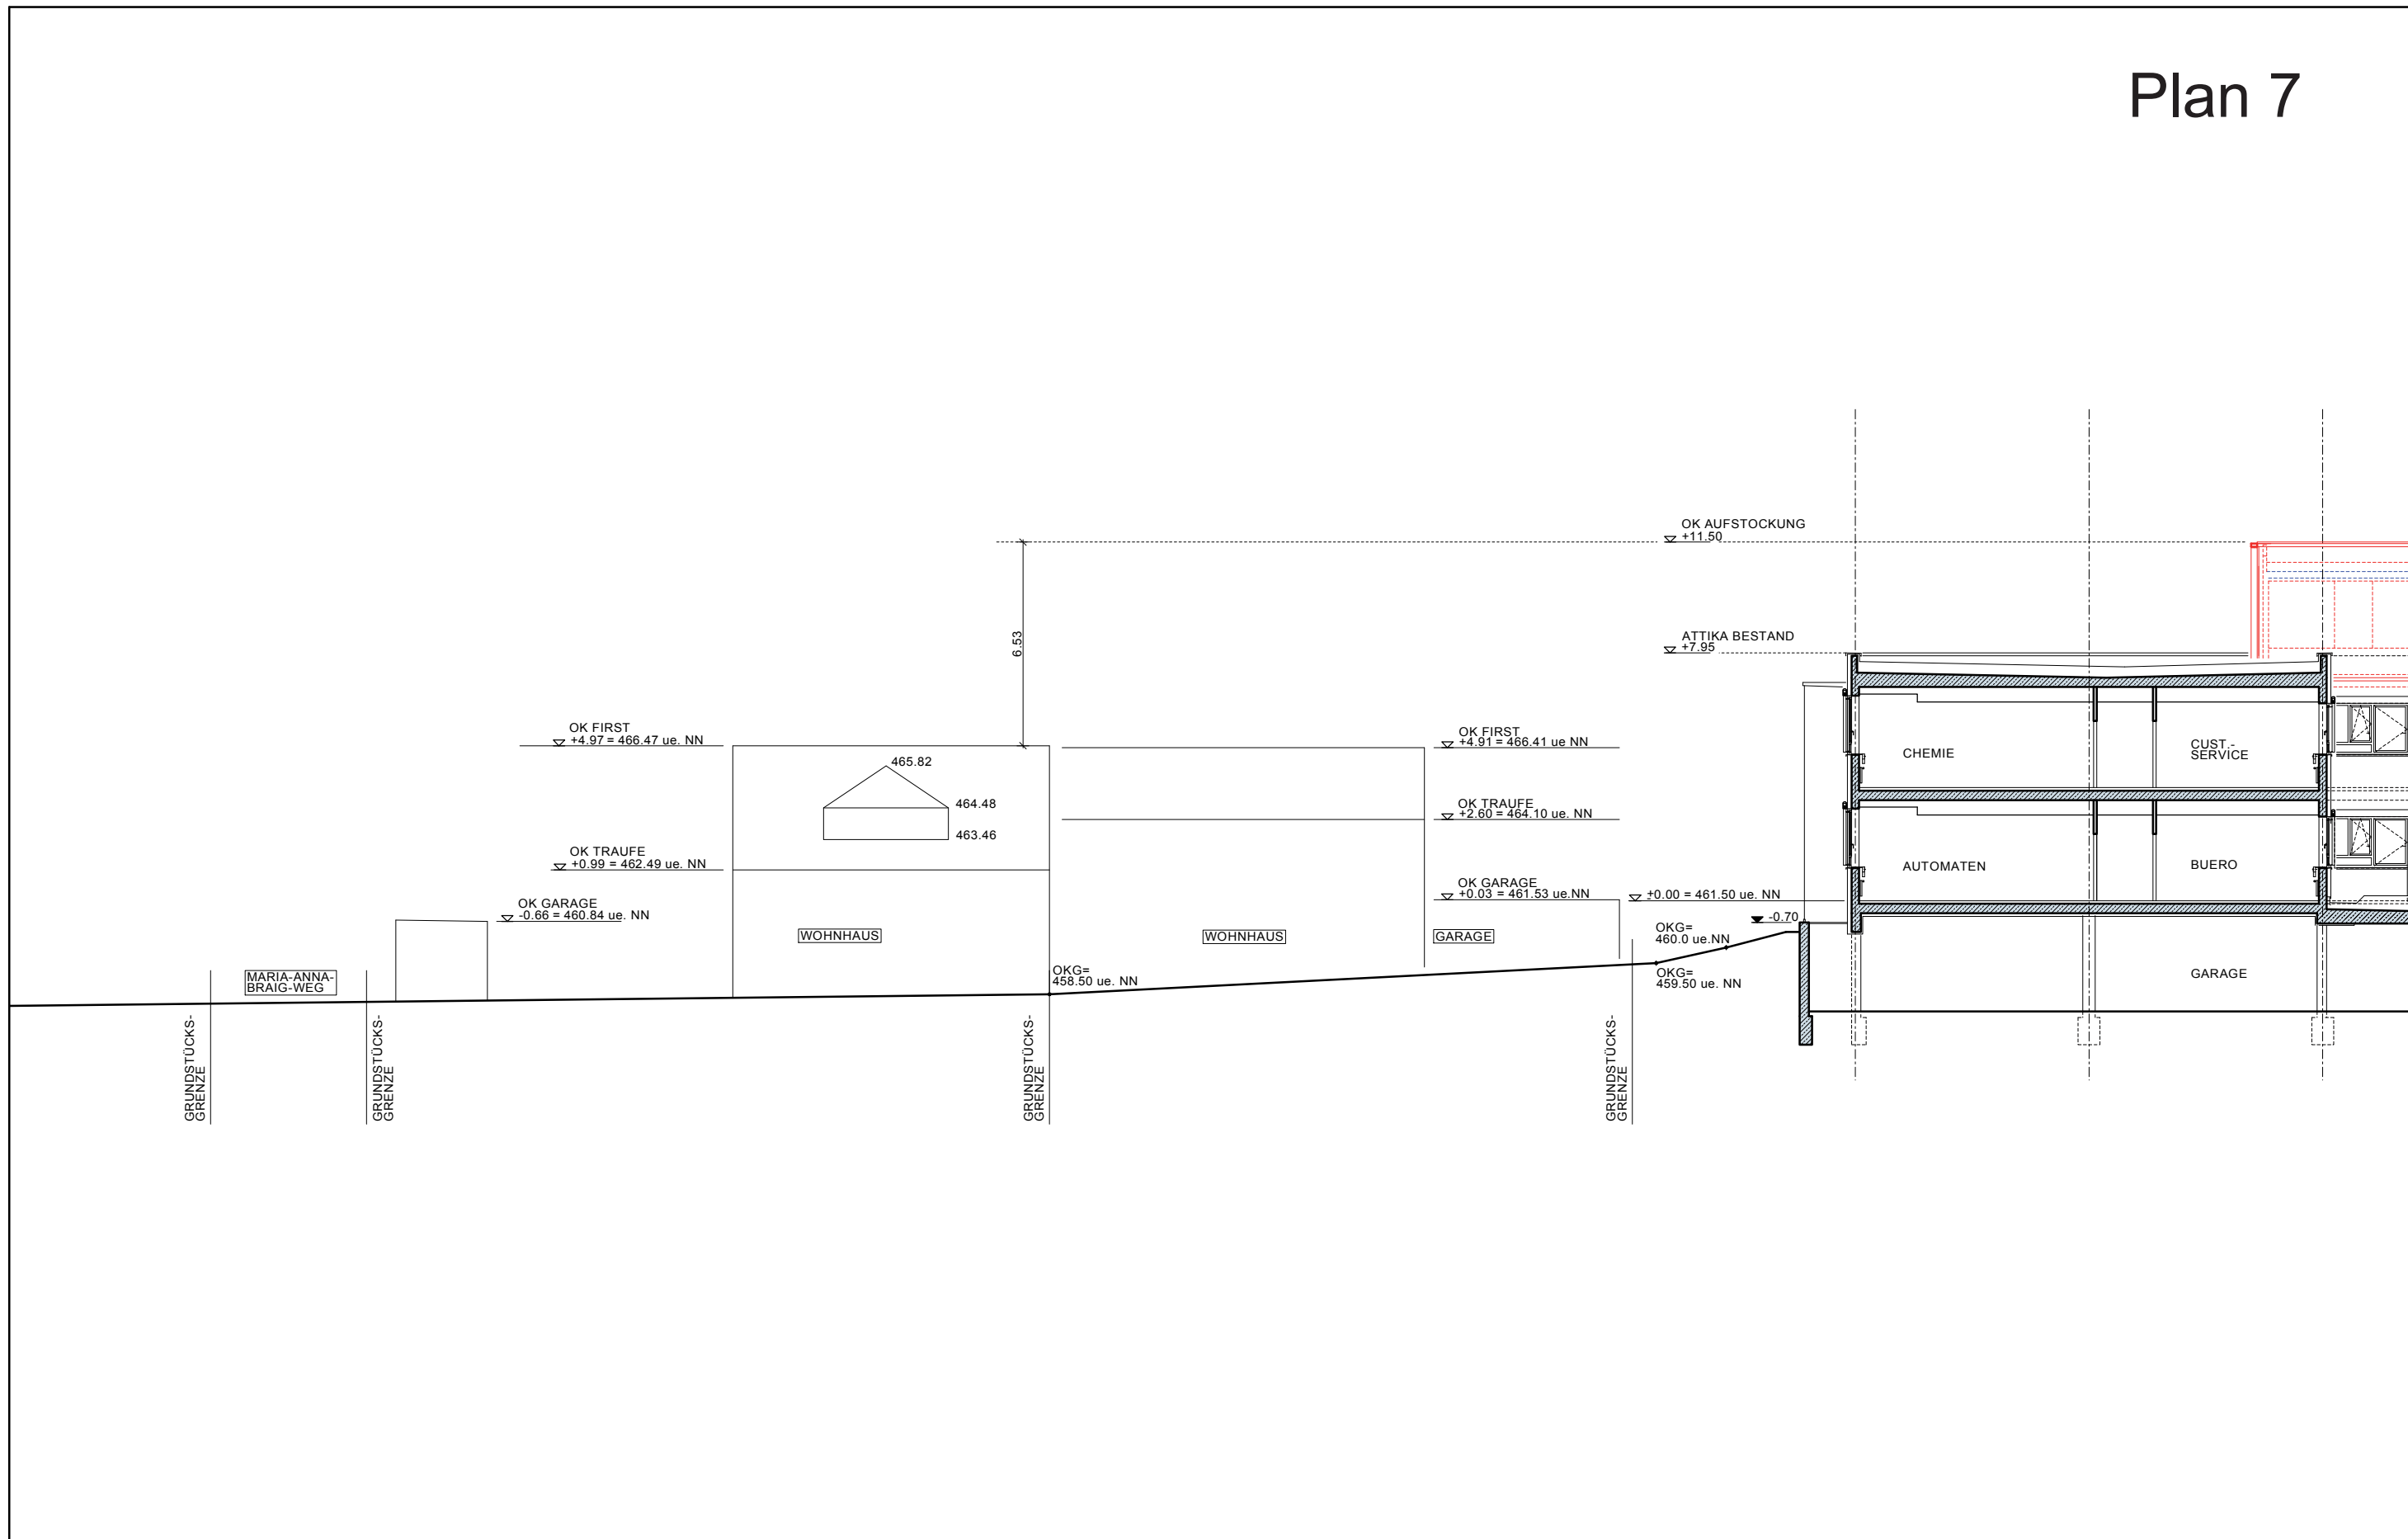 Plan 7
OK AUFSTOCKUNG
+11.50
6.53
ATTIKA BESTAND
+7.95
OK FIRST
+4.97 = 466.47 ue. NN
OK FIRST
+4.91 = 466.41 ue NN
465.82
464.48
463.46
CHEMIE
CUST.-
SERVICE
OK TRAUFE
+2.60 = 464.10 ue. NN
OK TRAUFE
+0.99 = 462.49 ue. NN
AUTOMATEN
BUERO
OK GARAGE
+0.03 = 461.53 ue.NN
±0.00 = 461.50 ue. NN
OK GARAGE
-0.66 = 460.84 ue. NN
-0.70
WOHNHAUS
WOHNHAUS
GARAGE
OKG=
460.0 ue.NN
MARIA-ANNA-
BRAIG-WEG
OKG=
458.50 ue. NN
OKG=
459.50 ue. NN
GARAGE
GRUNDSTÜCKS-
GRENZE
GRUNDSTÜCKS-
GRENZE
GRUNDSTÜCKS-
GRENZE
GRUNDSTÜCKS-
GRENZE